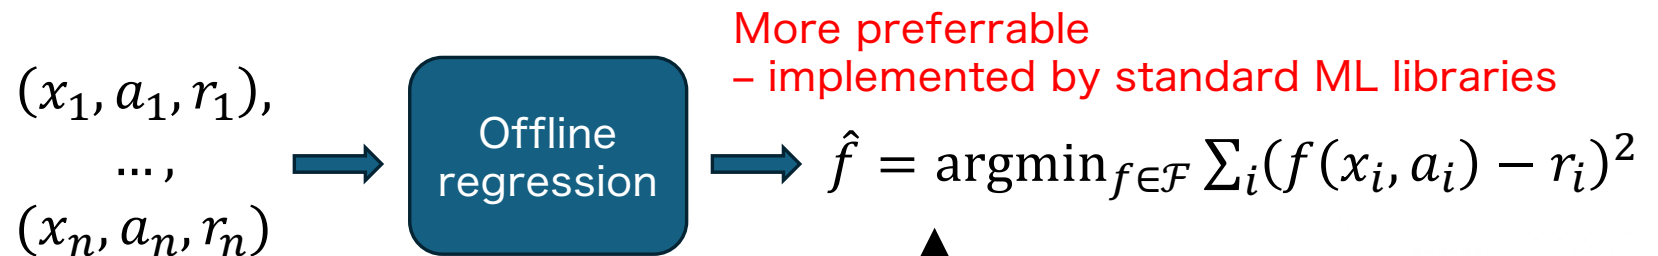 More preferrable
– implemented by standard ML libraries
(x₁, a₁, r₁),
… ,
(xₙ, aₙ, rₙ)
Offline
regression
f̂ = argmin_{f∈ℱ} ∑ᵢ(f(xᵢ, aᵢ) − rᵢ)²